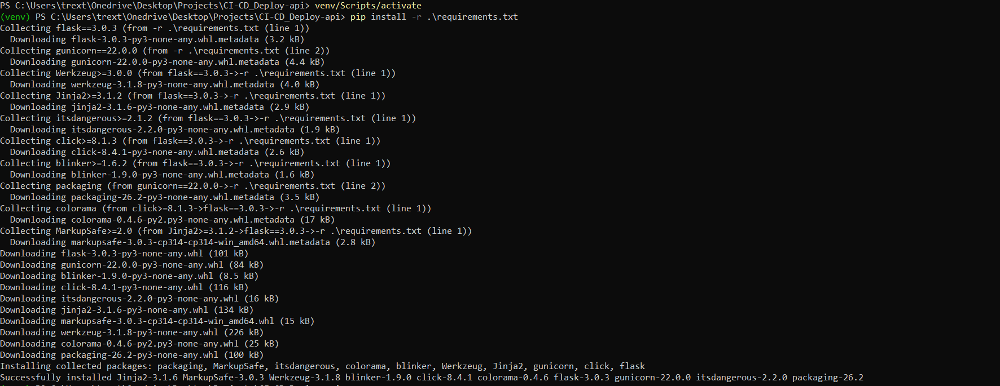 PS C:\Users\trext\Onedrive\Desktop\Projects\CI-CD_Deploy-api> venv/Scripts/activate
(venv) PS C:\Users\trext\Onedrive\Desktop\Projects\CI-CD_Deploy-api> pip install -r .\requirements.txt
Collecting flask==3.0.3 (from -r .\requirements.txt (line 1))
  Downloading flask-3.0.3-py3-none-any.whl.metadata (3.2 kB)
Collecting gunicorn==22.0.0 (from -r .\requirements.txt (line 2))
  Downloading gunicorn-22.0.0-py3-none-any.whl.metadata (4.4 kB)
Collecting Werkzeug>=3.0.0 (from flask==3.0.3->-r .\requirements.txt (line 1))
  Downloading werkzeug-3.1.8-py3-none-any.whl.metadata (4.0 kB)
Collecting Jinja2>=3.1.2 (from flask==3.0.3->-r .\requirements.txt (line 1))
  Downloading jinja2-3.1.6-py3-none-any.whl.metadata (2.9 kB)
Collecting itsdangerous>=2.1.2 (from flask==3.0.3->-r .\requirements.txt (line 1))
  Downloading itsdangerous-2.2.0-py3-none-any.whl.metadata (1.9 kB)
Collecting click>=8.1.3 (from flask==3.0.3->-r .\requirements.txt (line 1))
  Downloading click-8.4.1-py3-none-any.whl.metadata (2.6 kB)
Collecting blinker>=1.6.2 (from flask==3.0.3->-r .\requirements.txt (line 1))
  Downloading blinker-1.9.0-py3-none-any.whl.metadata (1.6 kB)
Collecting packaging (from gunicorn==22.0.0->-r .\requirements.txt (line 2))
  Downloading packaging-26.2-py3-none-any.whl.metadata (3.5 kB)
Collecting colorama (from click>=8.1.3->flask==3.0.3->-r .\requirements.txt (line 1))
  Downloading colorama-0.4.6-py2.py3-none-any.whl.metadata (17 kB)
Collecting MarkupSafe>=2.0 (from Jinja2>=3.1.2->flask==3.0.3->-r .\requirements.txt (line 1))
  Downloading markupsafe-3.0.3-cp314-cp314-win_amd64.whl.metadata (2.8 kB)
Downloading flask-3.0.3-py3-none-any.whl (101 kB)
Downloading gunicorn-22.0.0-py3-none-any.whl (84 kB)
Downloading blinker-1.9.0-py3-none-any.whl (8.5 kB)
Downloading click-8.4.1-py3-none-any.whl (116 kB)
Downloading itsdangerous-2.2.0-py3-none-any.whl (16 kB)
Downloading jinja2-3.1.6-py3-none-any.whl (134 kB)
Downloading markupsafe-3.0.3-cp314-cp314-win_amd64.whl (15 kB)
Downloading werkzeug-3.1.8-py3-none-any.whl (226 kB)
Downloading colorama-0.4.6-py2.py3-none-any.whl (25 kB)
Downloading packaging-26.2-py3-none-any.whl (100 kB)
Installing collected packages: packaging, MarkupSafe, itsdangerous, colorama, blinker, Werkzeug, Jinja2, gunicorn, click, flask
Successfully installed Jinja2-3.1.6 MarkupSafe-3.0.3 Werkzeug-3.1.8 blinker-1.9.0 click-8.4.1 colorama-0.4.6 flask-3.0.3 gunicorn-22.0.0 itsdangerous-2.2.0 packaging-26.2